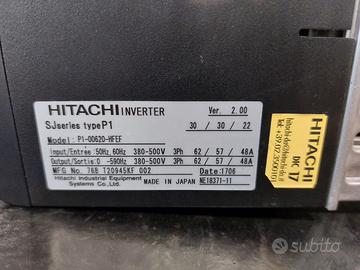 HITACHI INVERTER Ver. 2.00
SJseries typeP1 30 / 30 / 22
Model: P1-00620-HFEF
Input/Entrée: 50Hz, 60Hz 380-500V 3Ph 62 / 57 / 48A
Output/Sortie: 0 -590Hz 380-500V 3Ph 62 / 57 / 48A
MFG No. 76B T20945KF 002 Date: 1706
Hitachi Industrial Equipment
Systems Co., Ltd. MADE IN JAPAN NE18371-11
HITACHI
DIC 17
subito